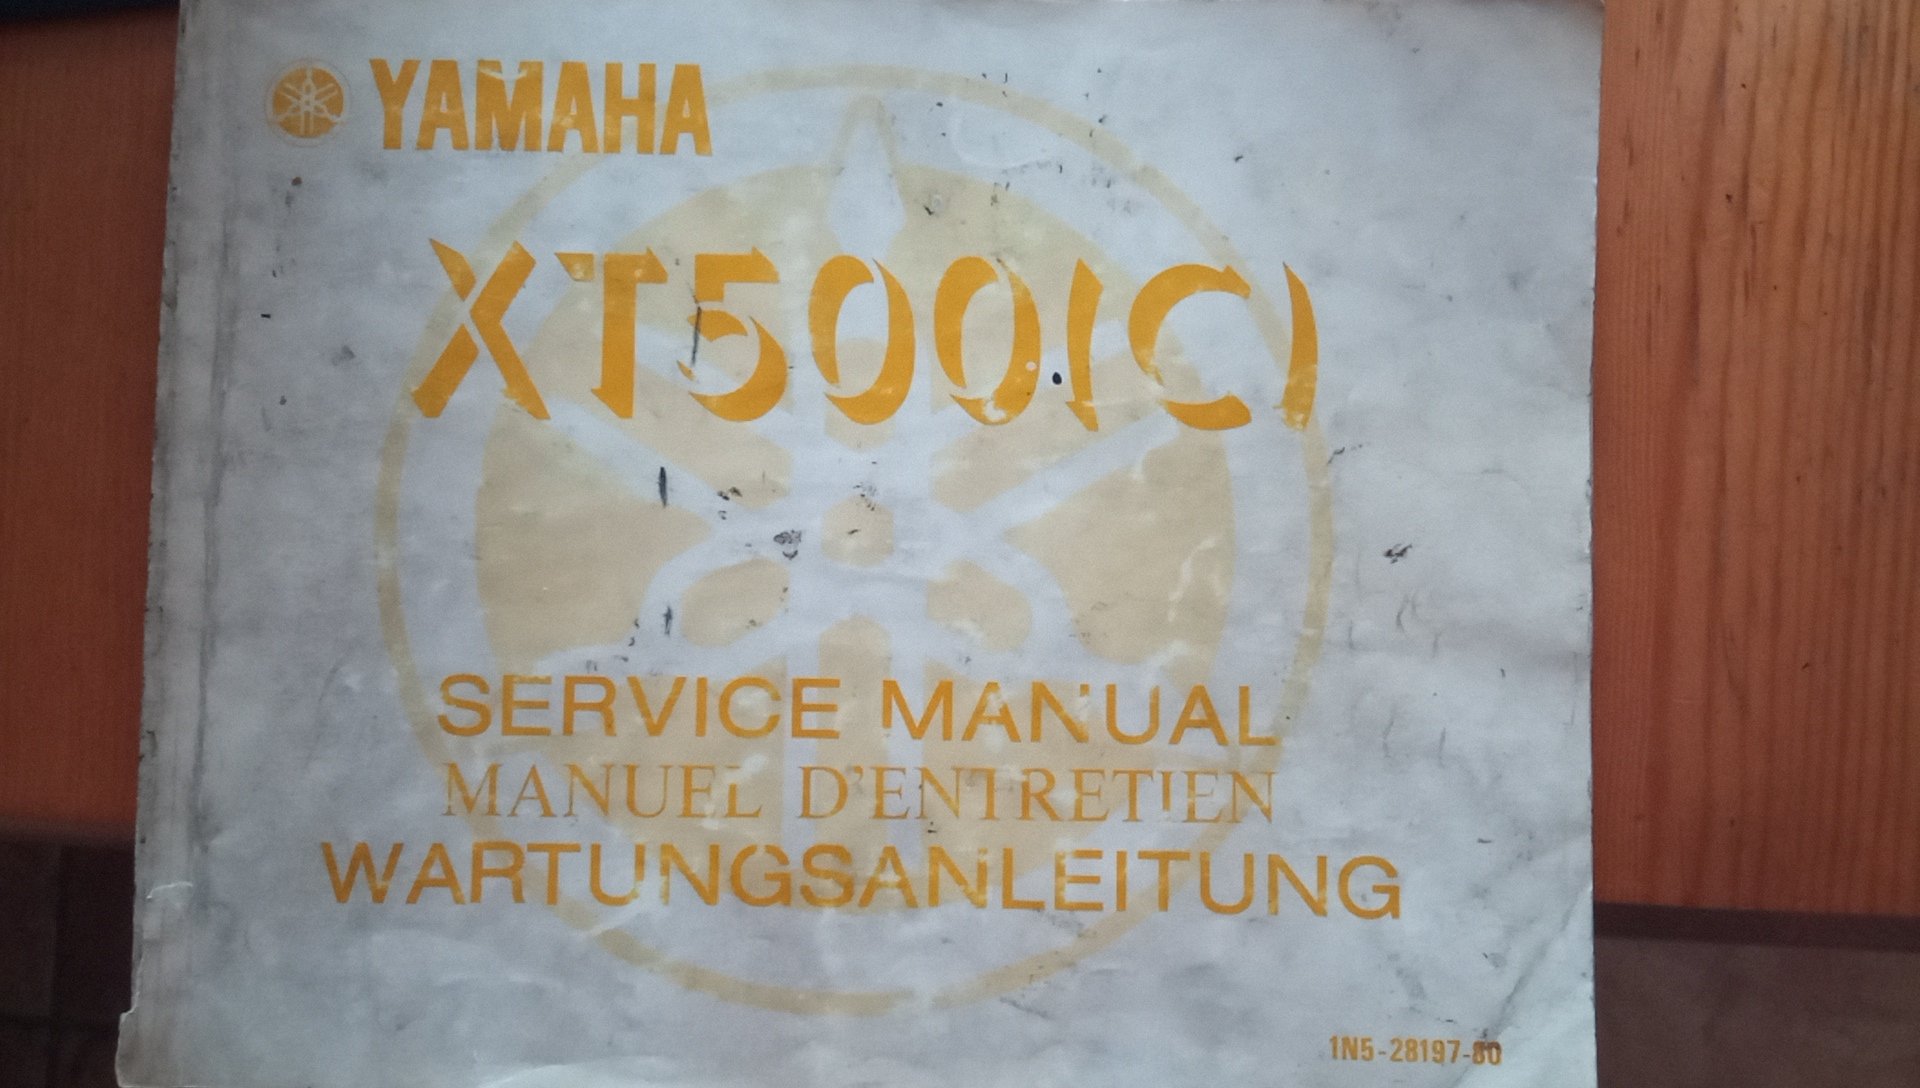 YAMAHA
XT500(C)
SERVICE MANUAL
MANUEL D'ENTRETIEN
WARTUNGSANLEITUNG
1N5-28197-80